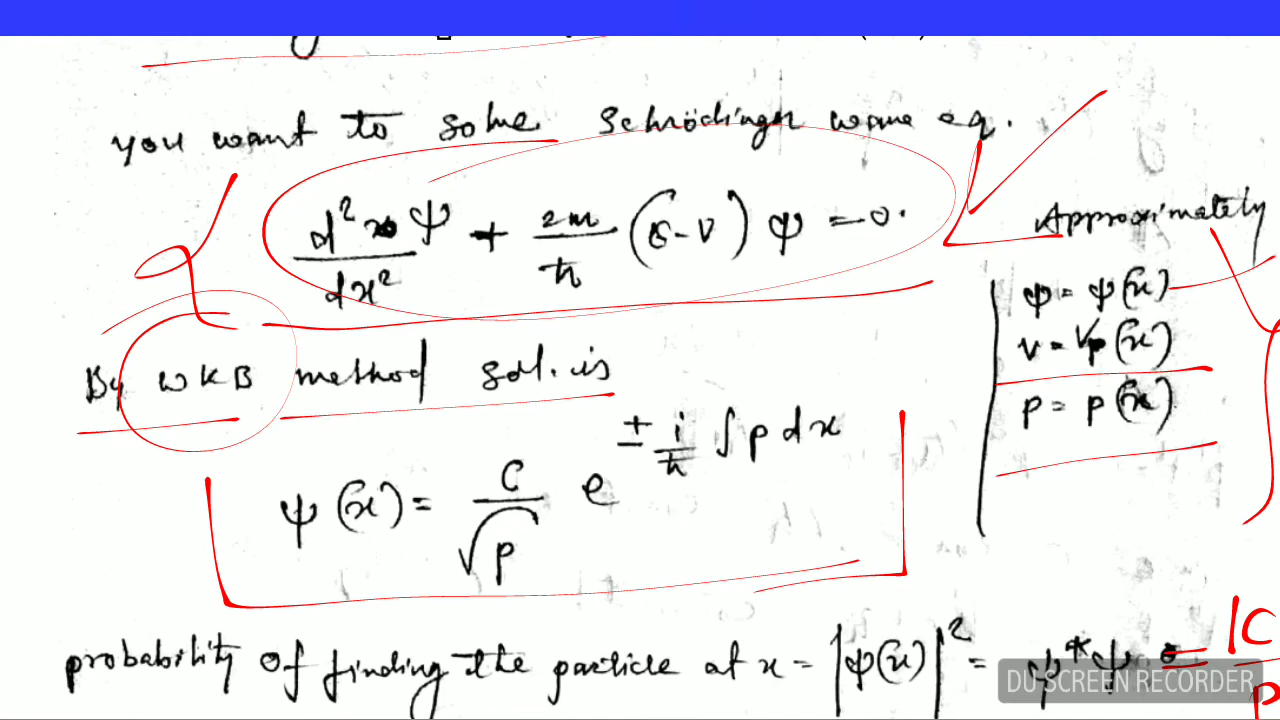 you want to solve Schrödinger wave eq.
d²ψ/dx² + 2m/ħ (E-V) ψ = 0.
Approximately
ψ = ψ(x)
V = V(x)
p = p(x)
By WKB method sol. is
ψ(x) = C/√p e^{± i/ħ ∫ p dx}
probability of finding the particle at x = |ψ(x)|² = ψ*ψ = |C
p
DU SCREEN RECORDER